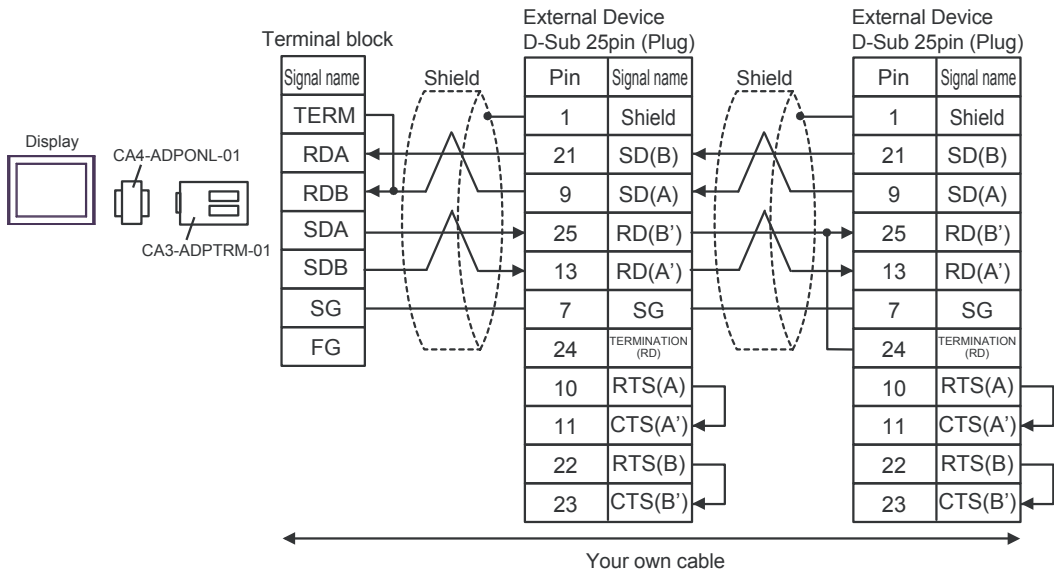 External Device
D-Sub 25pin (Plug)
External Device
D-Sub 25pin (Plug)
Terminal block
Display
CA4-ADPONL-01
CA3-ADPTRM-01
Signal name
TERM
RDA
RDB
SDA
SDB
SG
FG
Shield
Pin Signal name
1 Shield
21 SD(B)
9 SD(A)
25 RD(B’)
13 RD(A’)
7 SG
24 TERMINATION (RD)
10 RTS(A)
11 CTS(A’)
22 RTS(B)
23 CTS(B’)
Shield
Pin Signal name
1 Shield
21 SD(B)
9 SD(A)
25 RD(B’)
13 RD(A’)
7 SG
24 TERMINATION (RD)
10 RTS(A)
11 CTS(A’)
22 RTS(B)
23 CTS(B’)
Your own cable